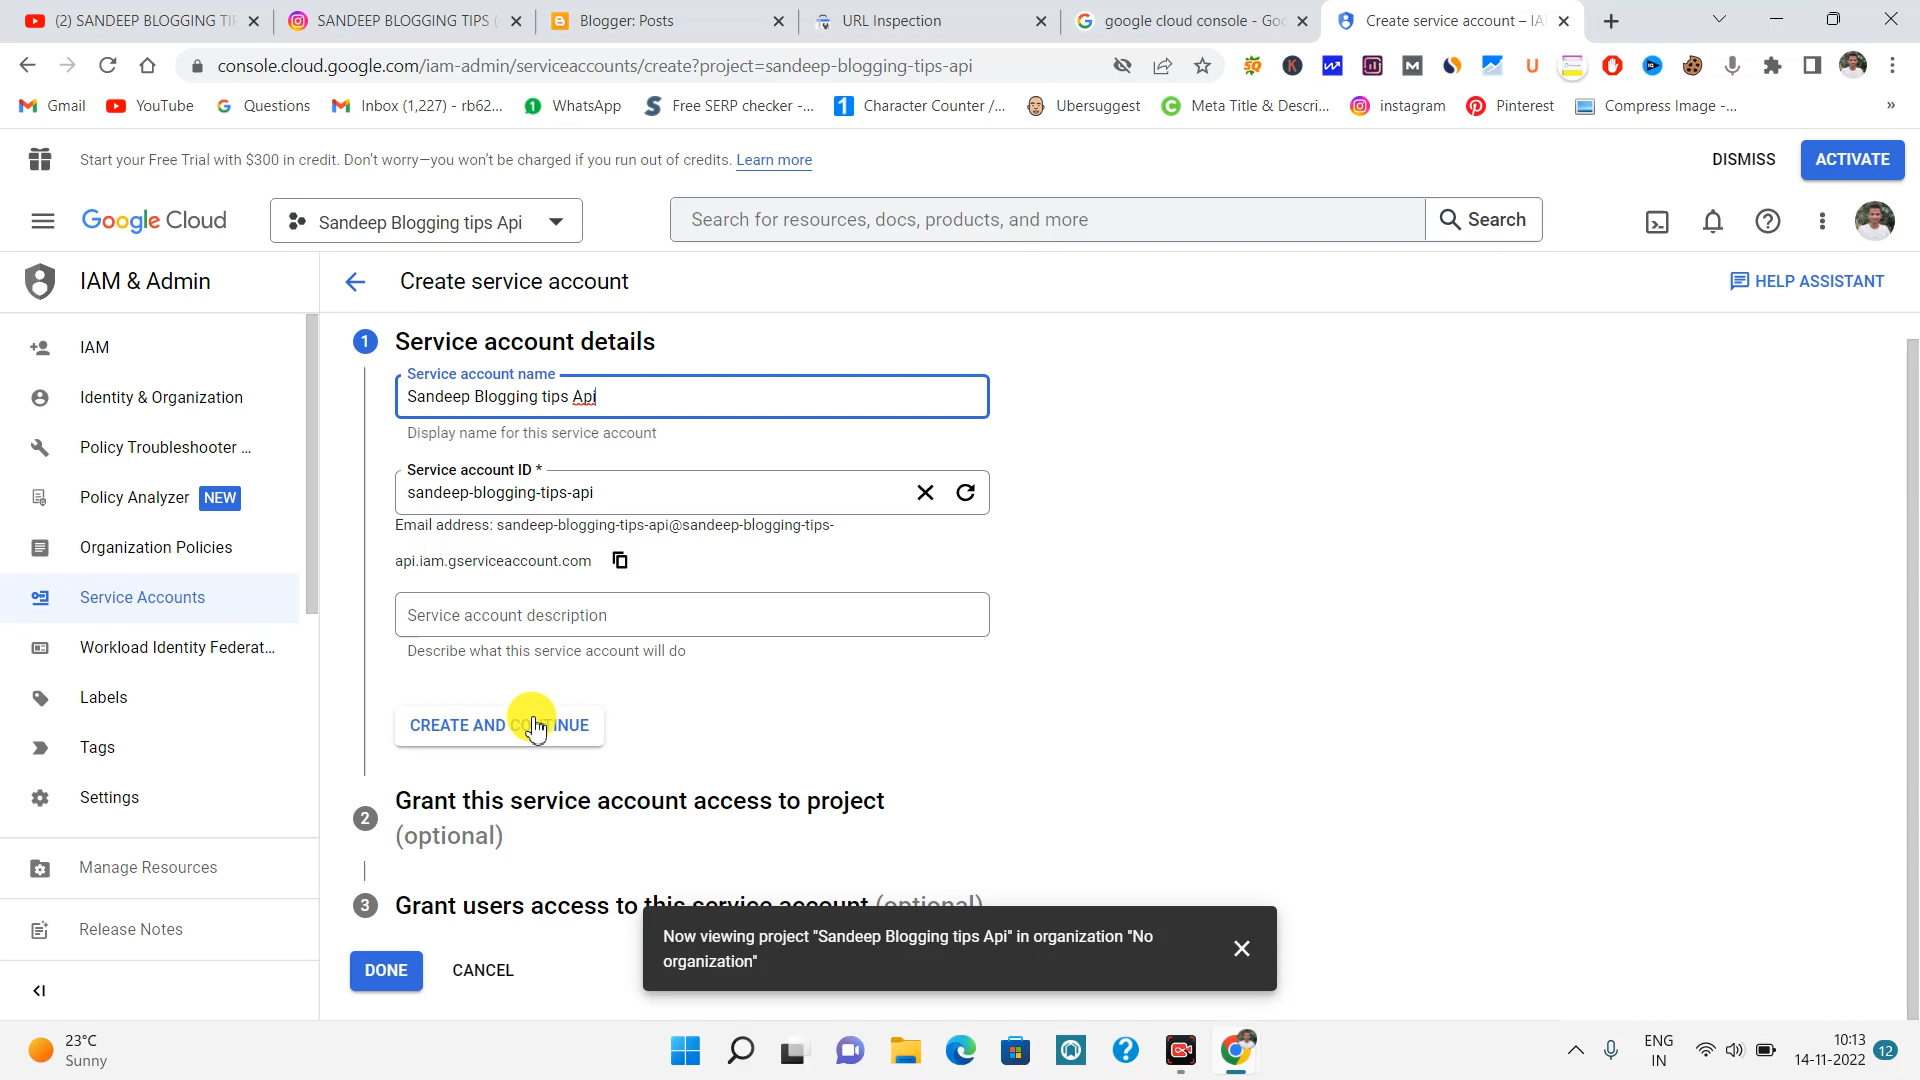 (2) SANDEEP BLOGGING TIF
SANDEEP BLOGGING TIPS (
Blogger: Posts
URL Inspection
google cloud console - Goo
Create service account – IA
console.cloud.google.com/iam-admin/serviceaccounts/create?project=sandeep-blogging-tips-api
Gmail
YouTube
Questions
Inbox (1,227) - rb62...
WhatsApp
Free SERP checker -...
Character Counter /...
Ubersuggest
Meta Title & Descri...
instagram
Pinterest
Compress Image -...
Start your Free Trial with $300 in credit. Don't worry—you won't be charged if you run out of credits. Learn more
DISMISS
ACTIVATE
Google Cloud
Sandeep Blogging tips Api
Search for resources, docs, products, and more
Search
IAM & Admin
Create service account
HELP ASSISTANT
IAM
Identity & Organization
Policy Troubleshooter ...
Policy Analyzer NEW
Organization Policies
Service Accounts
Workload Identity Federat...
Labels
Tags
Settings
Manage Resources
Release Notes
1 Service account details
Service account name
Sandeep Blogging tips Api
Display name for this service account
Service account ID *
sandeep-blogging-tips-api
Email address: sandeep-blogging-tips-api@sandeep-blogging-tips-
api.iam.gserviceaccount.com
Service account description
Describe what this service account will do
CREATE AND CONTINUE
2 Grant this service account access to project
(optional)
3 Grant users access to this service account (optional)
Now viewing project "Sandeep Blogging tips Api" in organization "No
organization"
DONE
CANCEL
23°C
Sunny
ENG
IN
10:13
14-11-2022
12